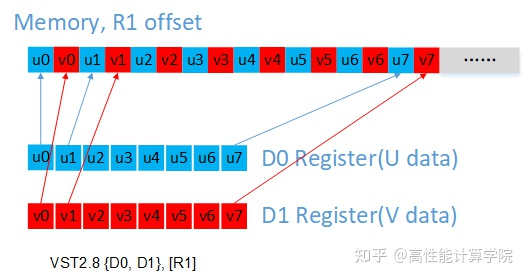 Memory, R1 offset
u0 v0 u1 v1 u2 v2 u3 v3 u4 v4 u5 v5 u6 v6 u7 v7 ······
u0 u1 u2 u3 u4 u5 u6 u7 D0 Register(U data)
v0 v1 v2 v3 v4 v5 v6 v7 D1 Register(V data)
VST2.8 {D0, D1}, [R1]
知乎 @高性能计算学院